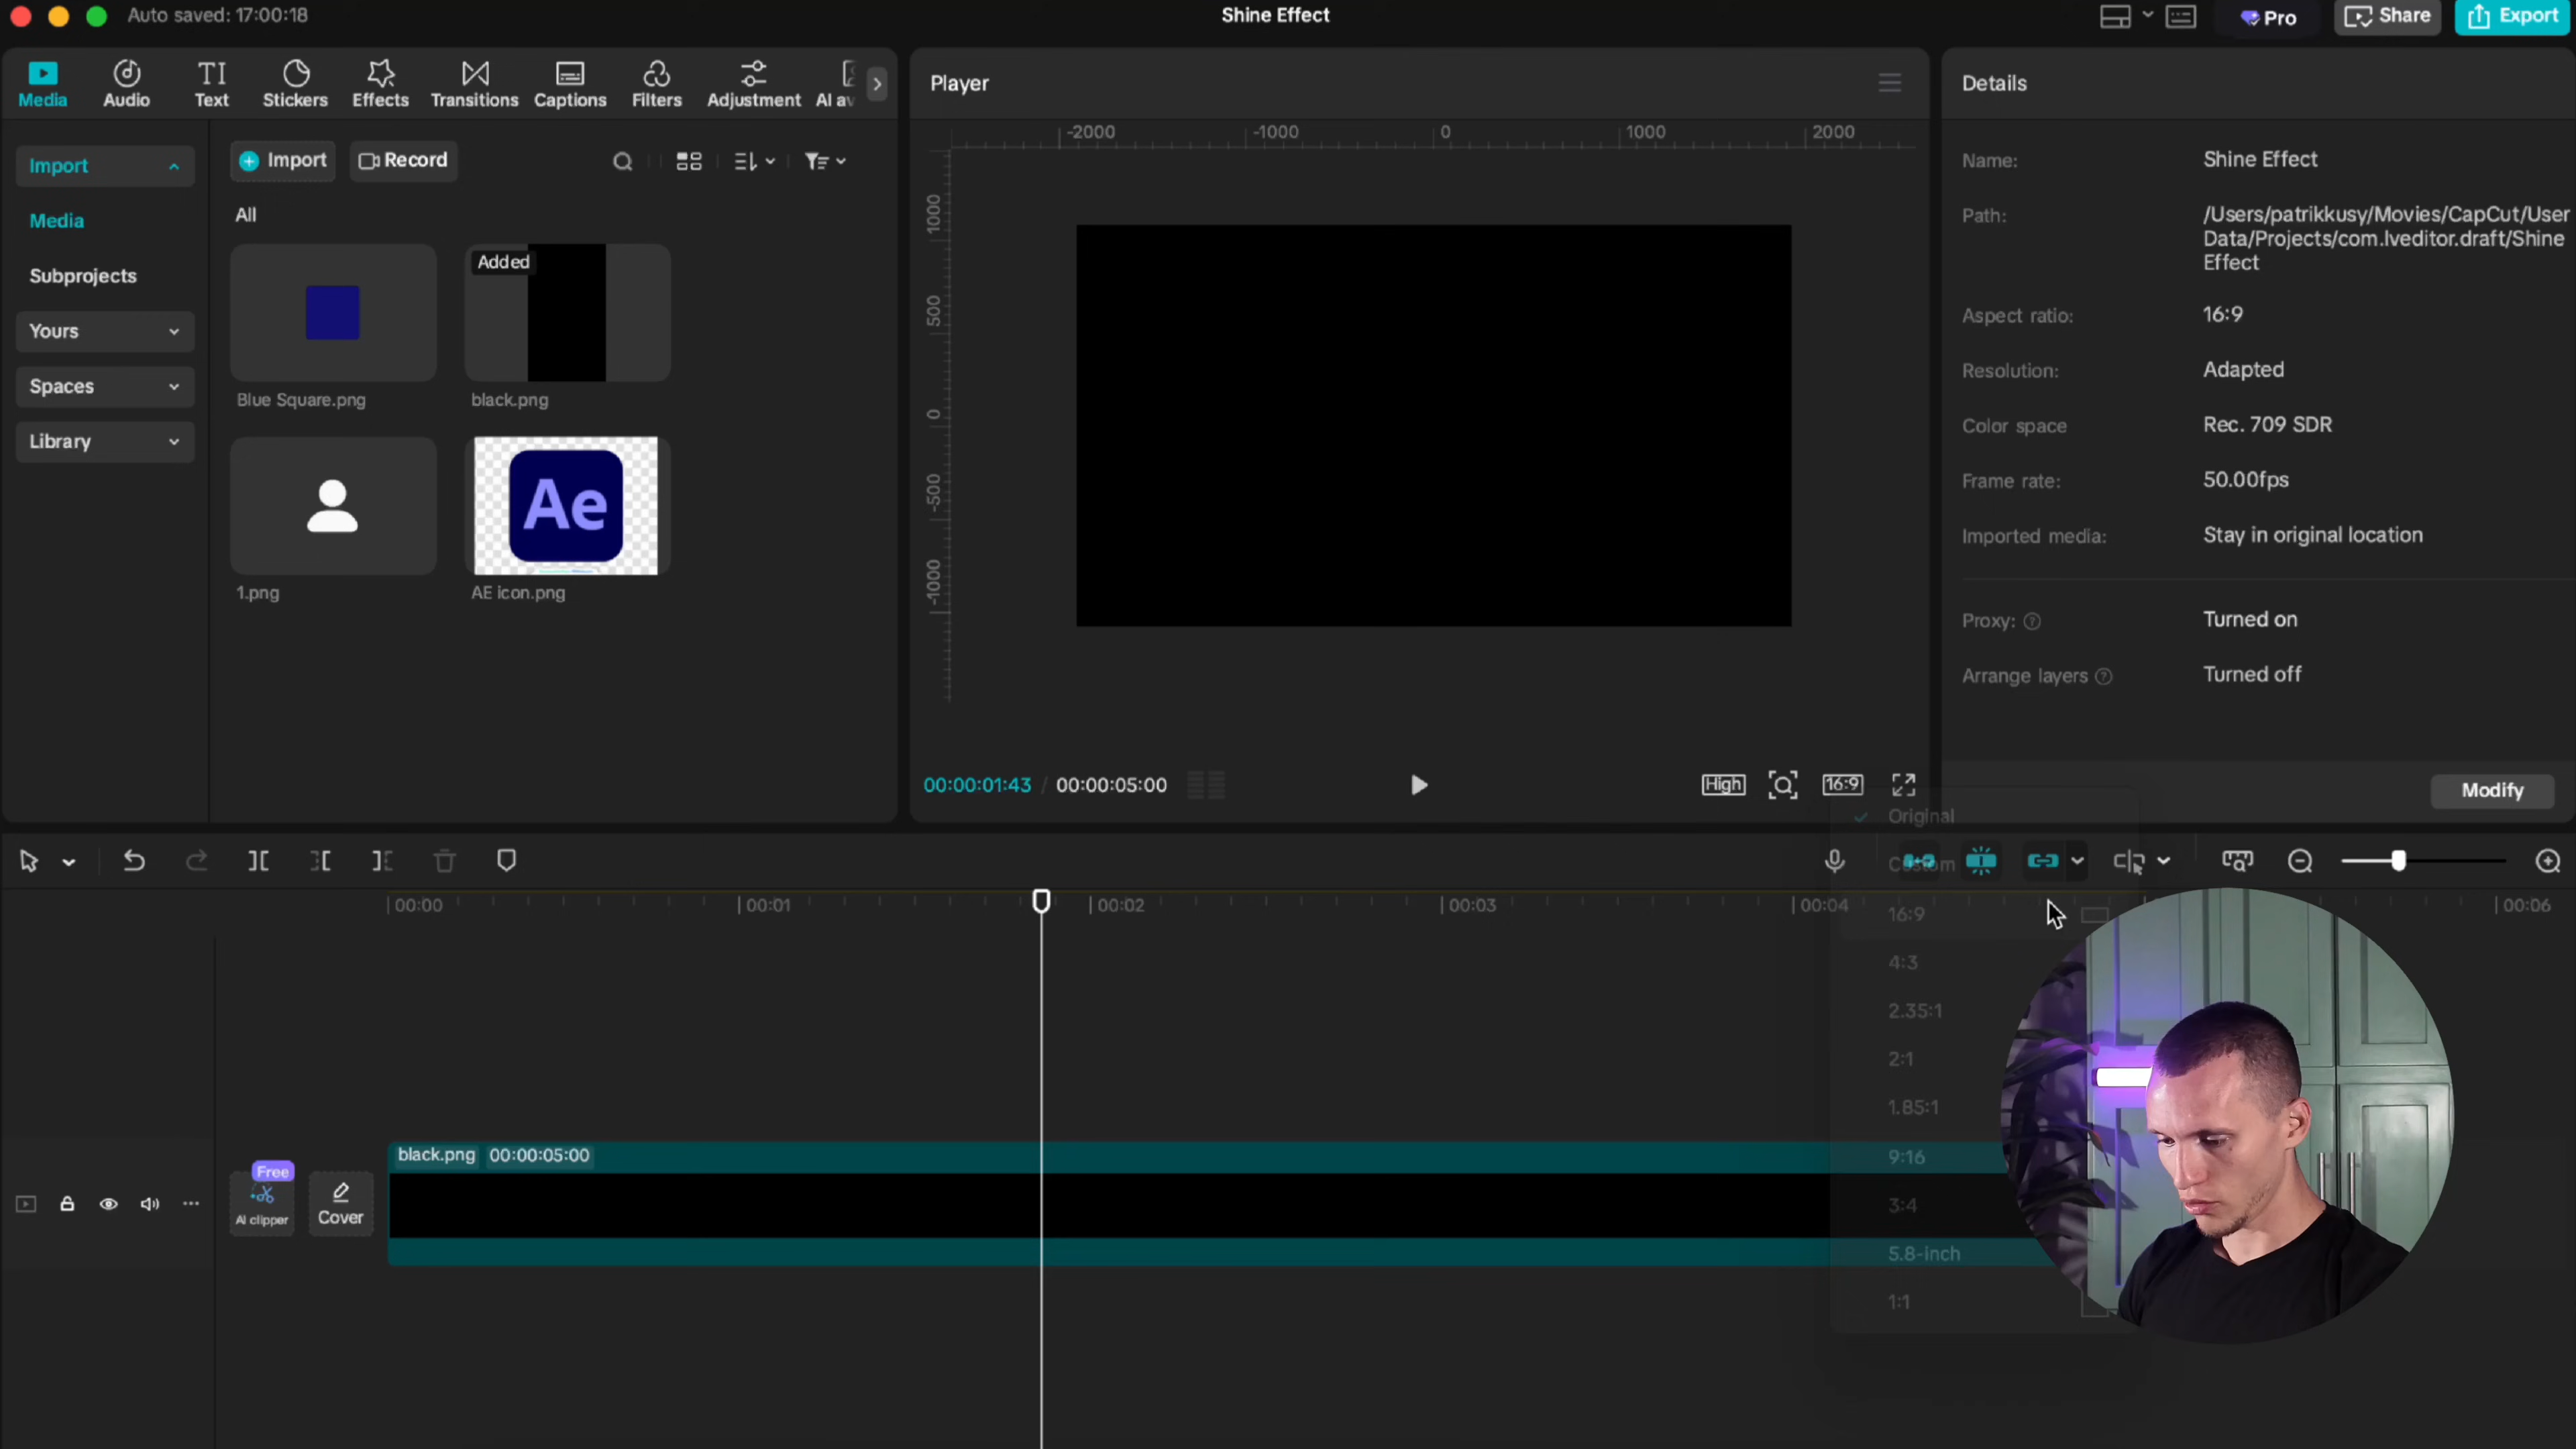 Auto saved: 17:00:18
Shine Effect
Pro
Share
Export
Media
Audio
TI
Text
Stickers
Effects
Transitions
Captions
Filters
Adjustment
AI av
Import
Media
Subprojects
Yours
Spaces
Library
Import
Record
All
Added
Blue Square.png
black.png
Ae
1.png
AE icon.png
Player
-2000
-1000
0
1000
2000
1000
500
0
-500
-1000
00:00:01:43 / 00:00:05:00
High
16:9
Details
Name:
Shine Effect
Path:
/Users/patrikkusy/Movies/CapCut/User
Data/Projects/com.lveditor.draft/Shine
Effect
Aspect ratio:
16:9
Resolution:
Adapted
Color space
Rec. 709 SDR
Frame rate:
50.00fps
Imported media:
Stay in original location
Proxy:
Turned on
Arrange layers
Turned off
Modify
Original
Custom
16:9
4:3
2.35:1
2:1
1.85:1
9:16
3:4
5.8-inch
1:1
00:00
00:01
00:02
00:03
00:04
00:06
Free
AI clipper
Cover
black.png
00:00:05:00